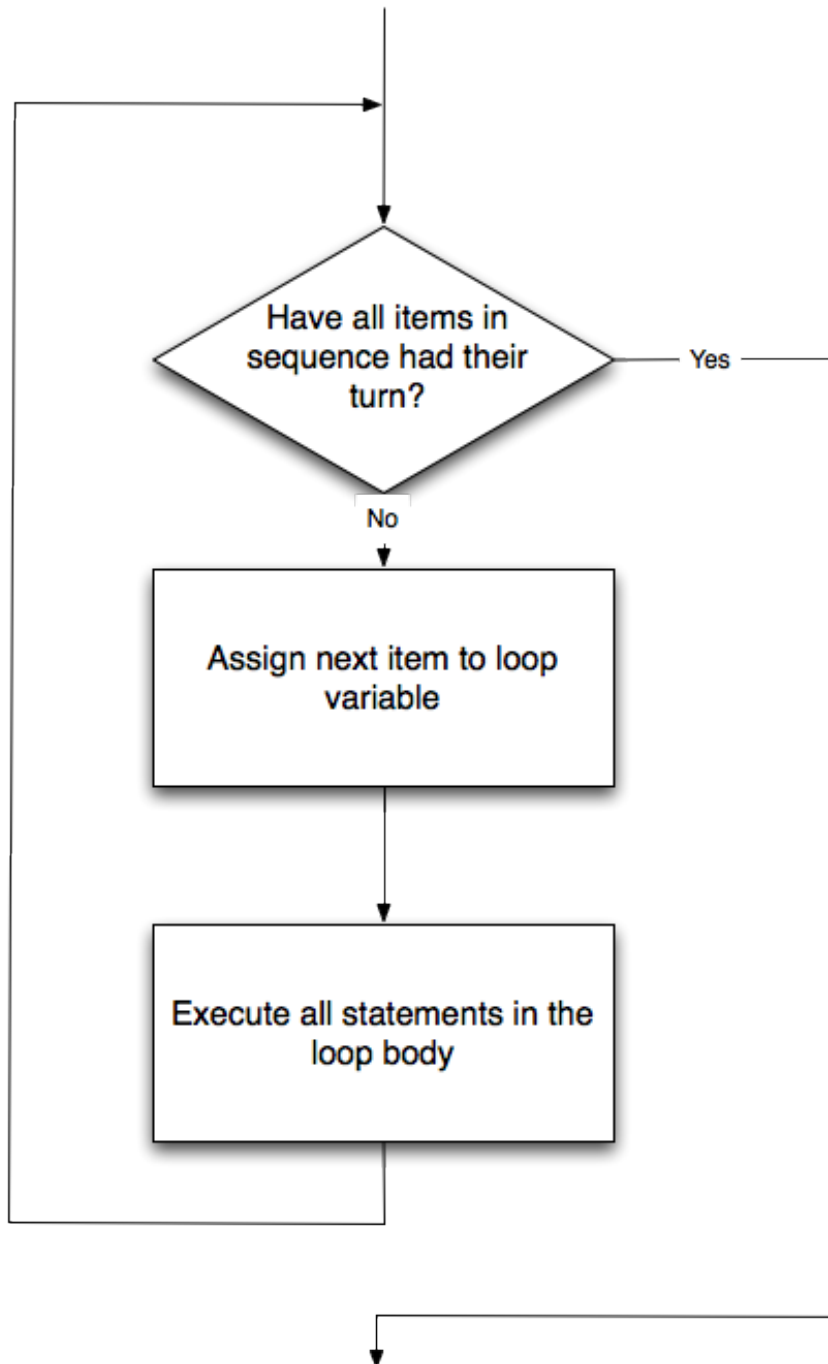 Have all items in
sequence had their
turn?
Yes
No
Assign next item to loop
variable
Execute all statements in the
loop body